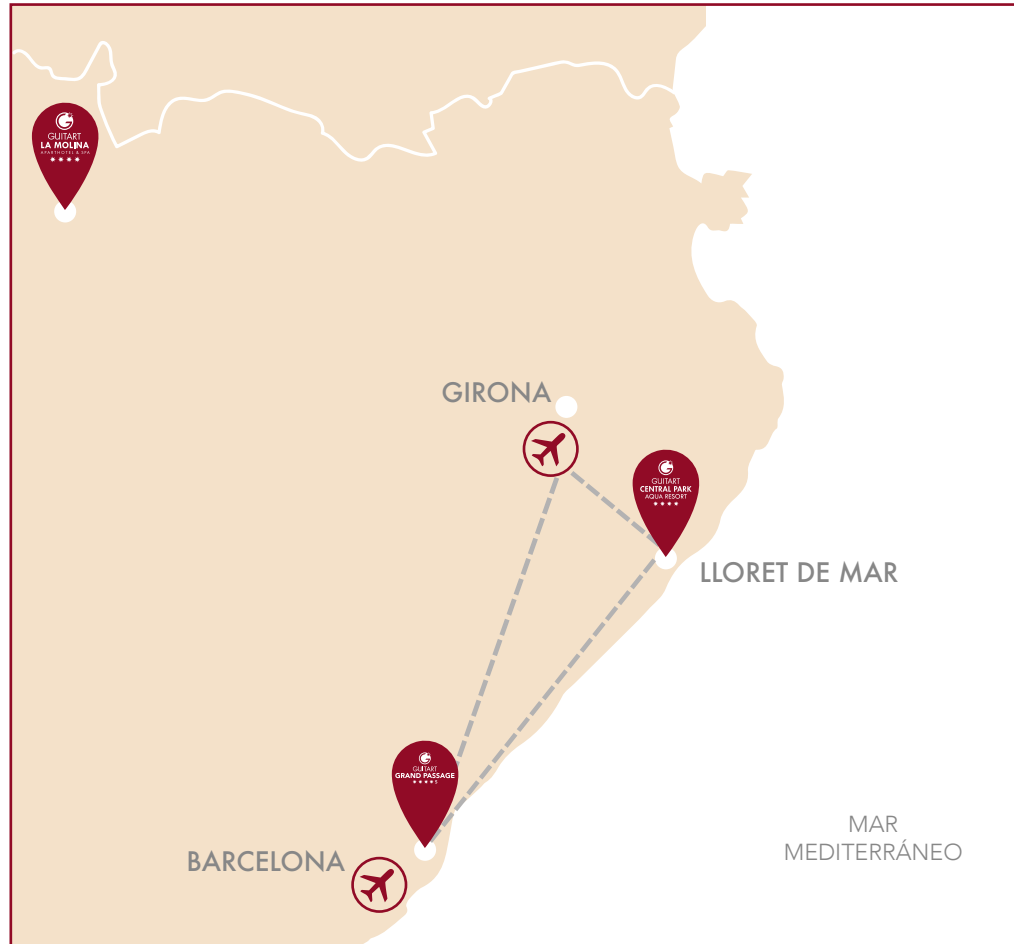 GUITART
LA MOLINA
APARTHOTEL & SPA
GIRONA
GUITART
CENTRAL PARK
AQUA RESORT
LLORET DE MAR
GUITART
GRAND PASSAGE
S
BARCELONA
MAR
MEDITERRÁNEO